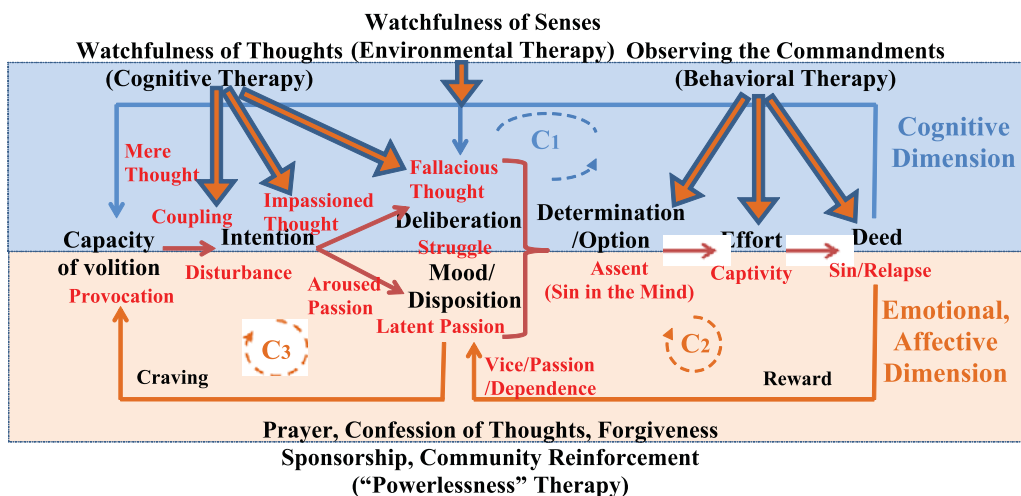 Watchfulness of Senses
Watchfulness of Thoughts (Environmental Therapy) Observing the Commandments
(Cognitive Therapy) (Behavioral Therapy)
Cognitive
Dimension
C1
Mere
Thought
Fallacious
Thought
Coupling
Impassioned
Thought
Deliberation
Determination
/Option
Capacity
of volition
Intention
Effort
Deed
Struggle
Disturbance
Mood/
Disposition
Assent
(Sin in the Mind)
Captivity
Sin/Relapse
Provocation
Aroused
Passion
Latent Passion
Emotional,
Affective
Dimension
C3
C2
Vice/Passion
/Dependence
Craving
Reward
Prayer, Confession of Thoughts, Forgiveness
Sponsorship, Community Reinforcement
(“Powerlessness” Therapy)